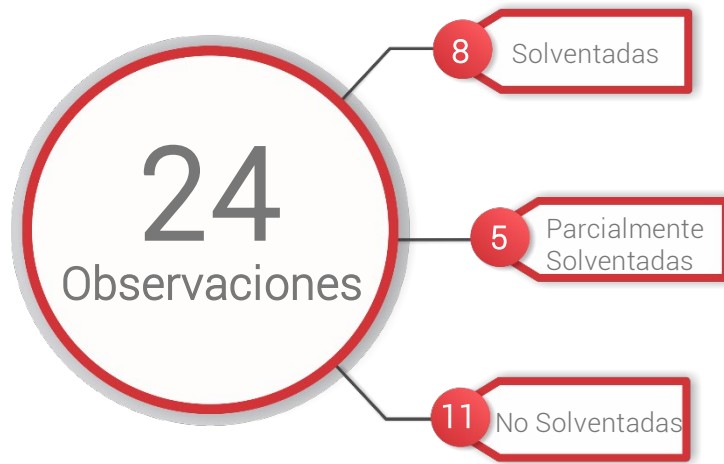 24
Observaciones
8
Solventadas
5
Parcialmente
Solventadas
11
No Solventadas